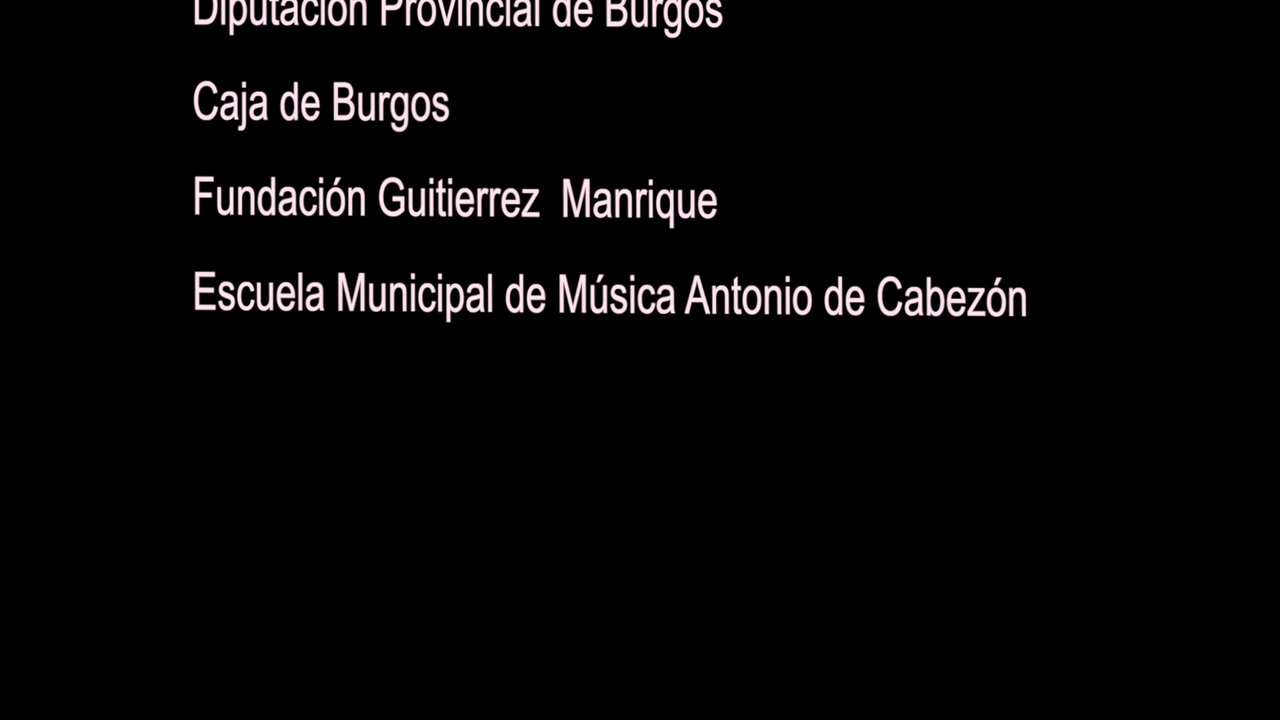 Diputación Provincial de Burgos
Caja de Burgos
Fundación Guitierrez  Manrique
Escuela Municipal de Música Antonio de Cabezón